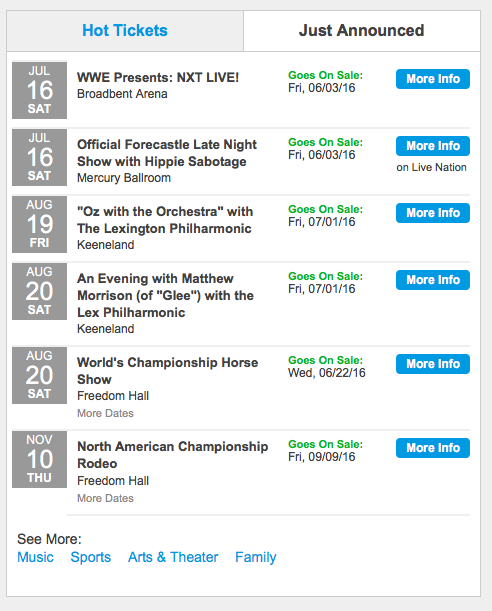 Hot Tickets
Just Announced
JUL
16
SAT
WWE Presents: NXT LIVE!
Broadbent Arena
Goes On Sale:
Fri, 06/03/16
More Info
JUL
16
SAT
Official Forecastle Late Night
Show with Hippie Sabotage
Mercury Ballroom
Goes On Sale:
Fri, 06/03/16
More Info
on Live Nation
AUG
19
FRI
"Oz with the Orchestra" with
The Lexington Philharmonic
Keeneland
Goes On Sale:
Fri, 07/01/16
More Info
AUG
20
SAT
An Evening with Matthew
Morrison (of "Glee") with the
Lex Philharmonic
Keeneland
Goes On Sale:
Fri, 07/01/16
More Info
AUG
20
SAT
World's Championship Horse
Show
Freedom Hall
More Dates
Goes On Sale:
Wed, 06/22/16
More Info
NOV
10
THU
North American Championship
Rodeo
Freedom Hall
More Dates
Goes On Sale:
Fri, 09/09/16
More Info
See More:
Music Sports Arts & Theater Family